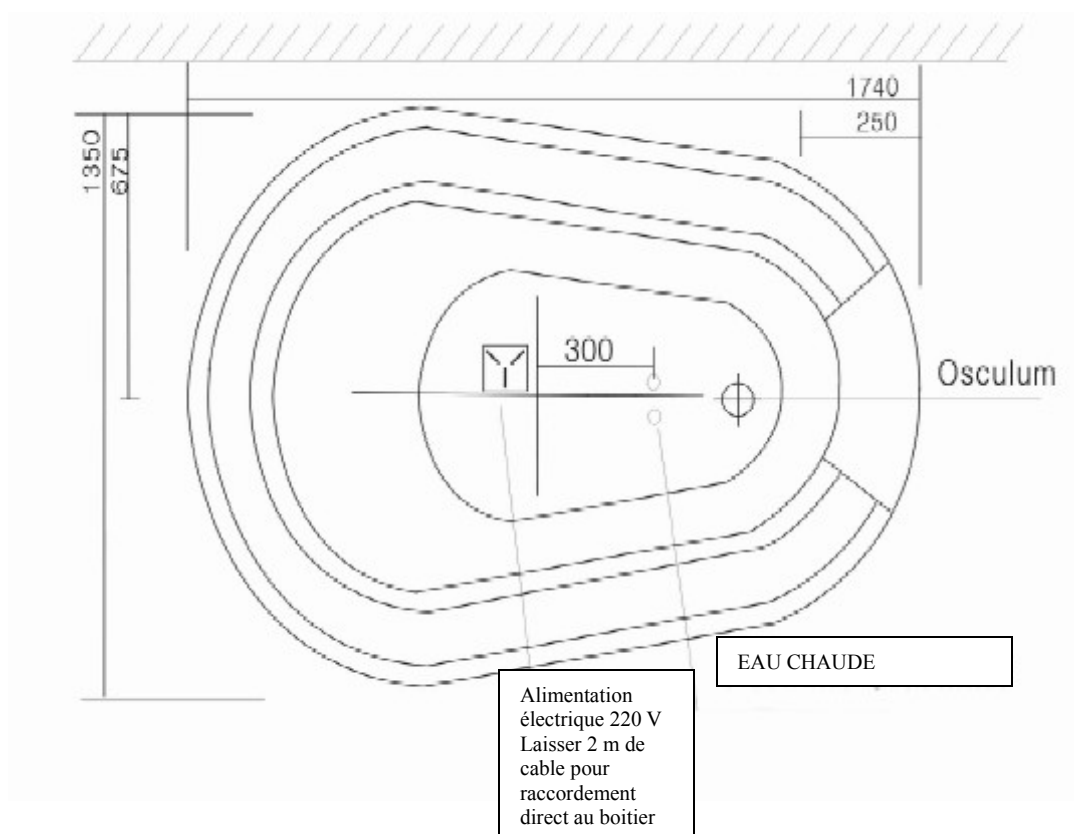 1740
250
1350
675
300
Osculum
EAU CHAUDE
Alimentation
électrique 220 V
Laisser 2 m de
cable pour
raccordement
direct au boitier